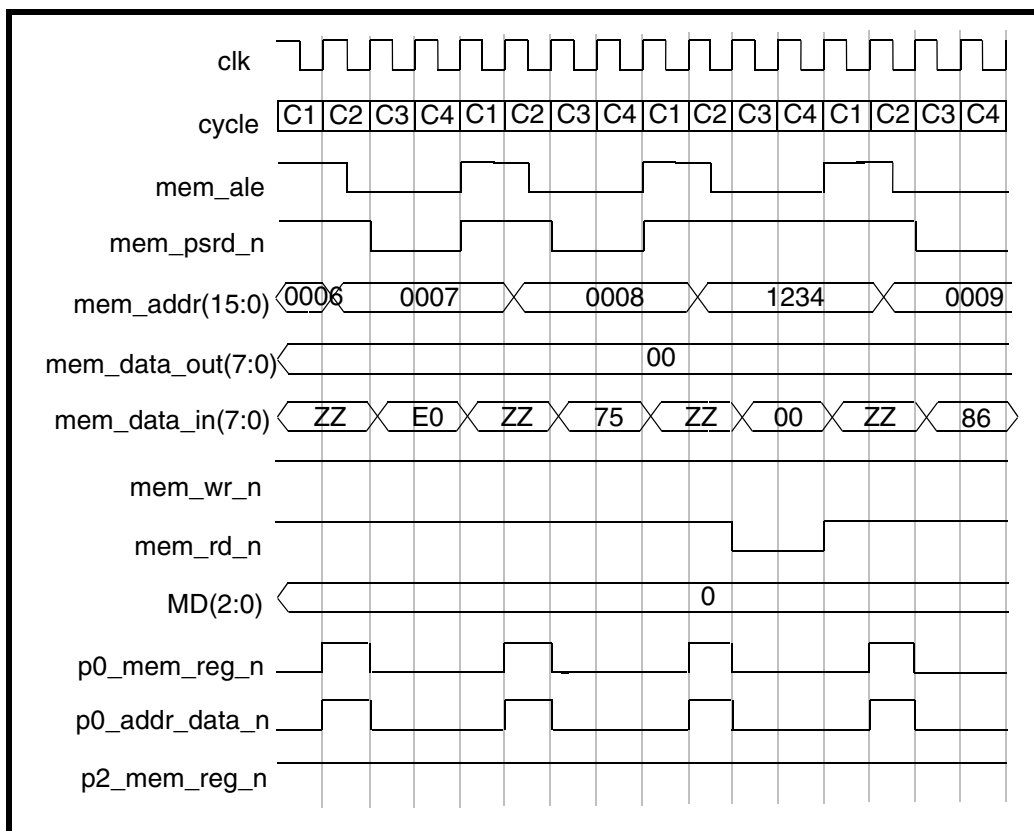 clk
cycle C1 C2 C3 C4 C1 C2 C3 C4 C1 C2 C3 C4 C1 C2 C3 C4
mem_ale
mem_psrd_n
mem_addr(15:0) 0006 0007 0008 1234 0009
mem_data_out(7:0) 00
mem_data_in(7:0) ZZ E0 ZZ 75 ZZ 00 ZZ 86
mem_wr_n
mem_rd_n
MD(2:0) 0
p0_mem_reg_n
p0_addr_data_n
p2_mem_reg_n